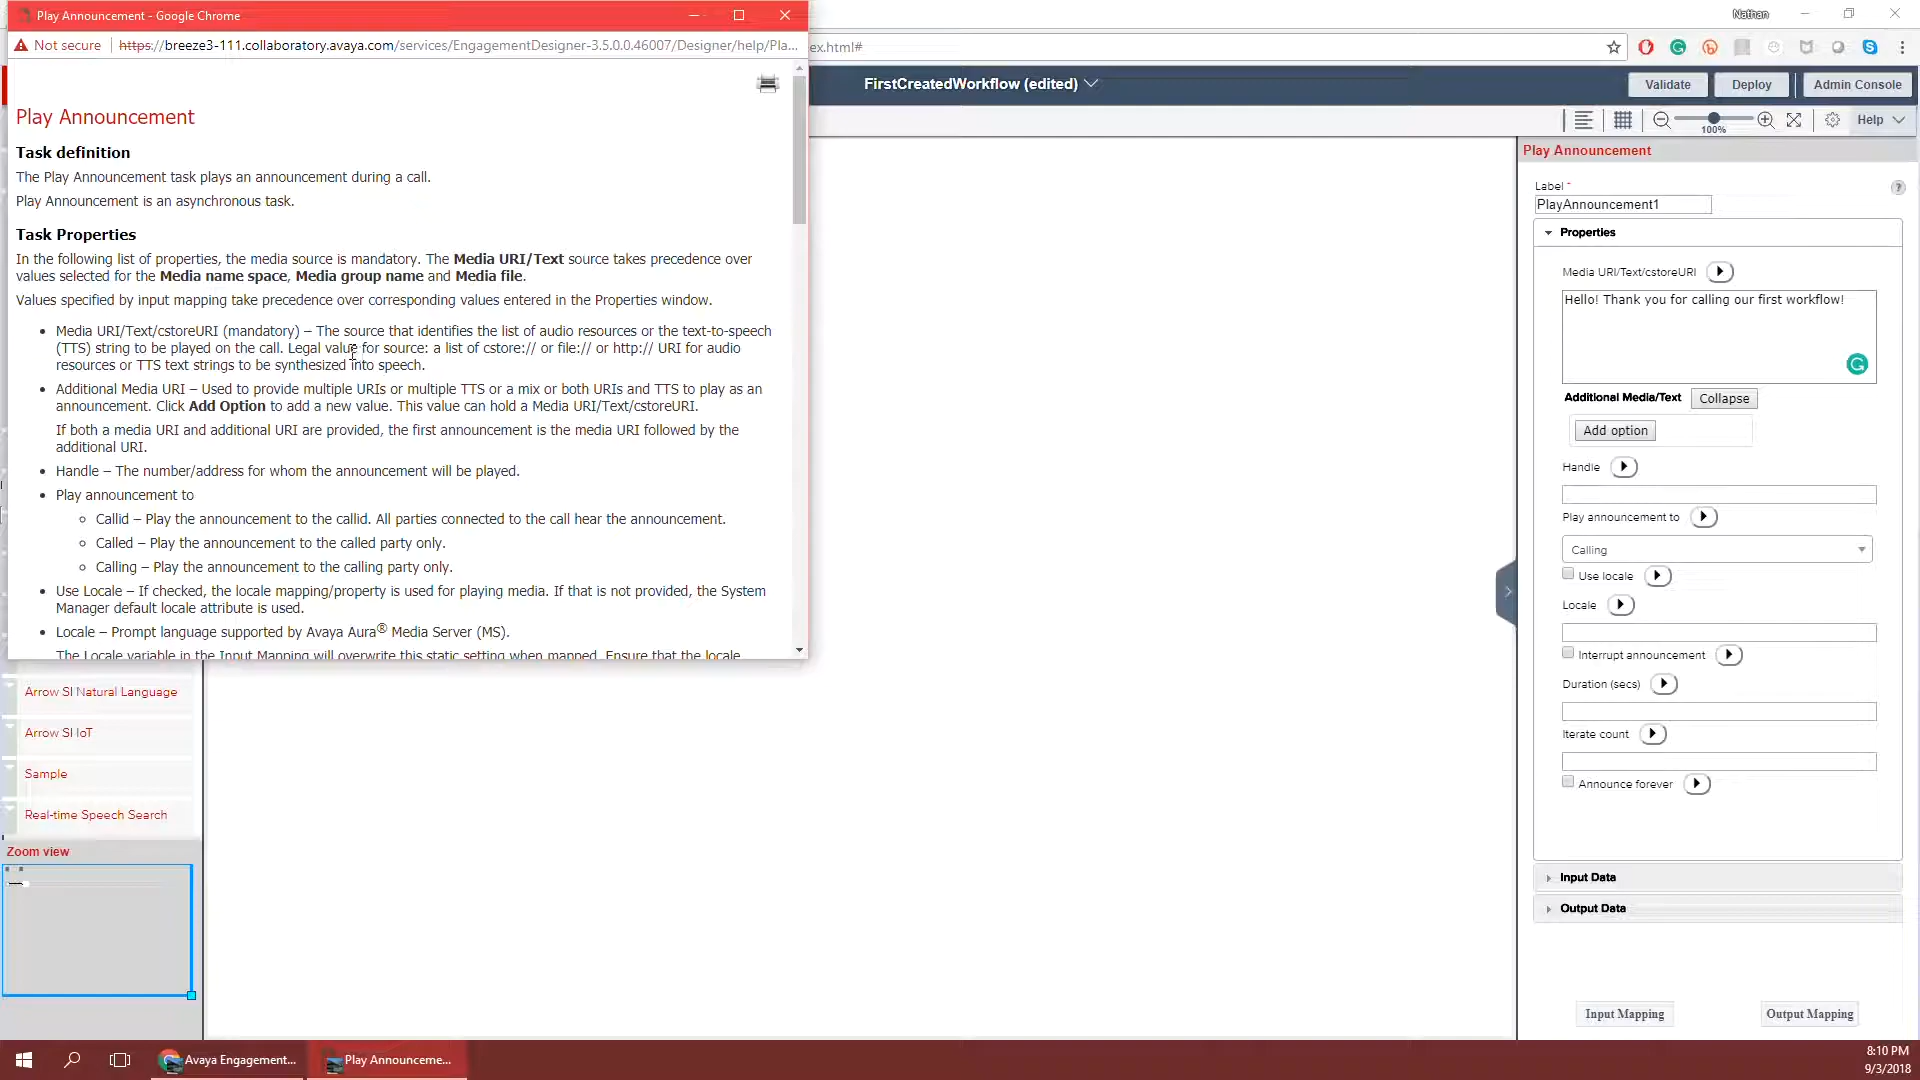 Play Announcement - Google Chrome
Nathan
Not secure
https://breeze3-111.collaboratory.avaya.com/services/EngagementDesigner-3.5.0.0.46007/Designer/help/Pla...
ex.html#
FirstCreatedWorkflow (edited)
Validate
Deploy
Admin Console
100%
Help
Play Announcement
Task definition
The Play Announcement task plays an announcement during a call.
Play Announcement is an asynchronous task.
Task Properties
In the following list of properties, the media source is mandatory. The Media URI/Text source takes precedence over
values selected for the Media name space, Media group name and Media file.
Values specified by input mapping take precedence over corresponding values entered in the Properties window.
• Media URI/Text/cstoreURI (mandatory) – The source that identifies the list of audio resources or the text-to-speech
(TTS) string to be played on the call. Legal value for source: a list of cstore:// or file:// or http:// URI for audio
resources or TTS text strings to be synthesized into speech.
• Additional Media URI – Used to provide multiple URIs or multiple TTS or a mix or both URIs and TTS to play as an
announcement. Click Add Option to add a new value. This value can hold a Media URI/Text/cstoreURI.
If both a media URI and additional URI are provided, the first announcement is the media URI followed by the
additional URI.
• Handle – The number/address for whom the announcement will be played.
• Play announcement to
◦ Callid – Play the announcement to the callid. All parties connected to the call hear the announcement.
◦ Called – Play the announcement to the called party only.
◦ Calling – Play the announcement to the calling party only.
• Use Locale – If checked, the locale mapping/property is used for playing media. If that is not provided, the System
Manager default locale attribute is used.
• Locale – Prompt language supported by Avaya Aura® Media Server (MS).
The Locale variable in the Input Mapping will overwrite this static setting when mapped. Ensure that the locale
Arrow SI Natural Language
Arrow SI IoT
Sample
Real-time Speech Search
Zoom view
Play Announcement
Label *
?
PlayAnnouncement1
Properties
Media URI/Text/cstoreURI
Hello! Thank you for calling our first workflow!
Additional Media/Text
Collapse
Add option
Handle
Play announcement to
Calling
Use locale
Locale
Interrupt announcement
Duration (secs)
Iterate count
Announce forever
Input Data
Output Data
Input Mapping
Output Mapping
Avaya Engagement...
Play Announceme...
8:10 PM
9/3/2018